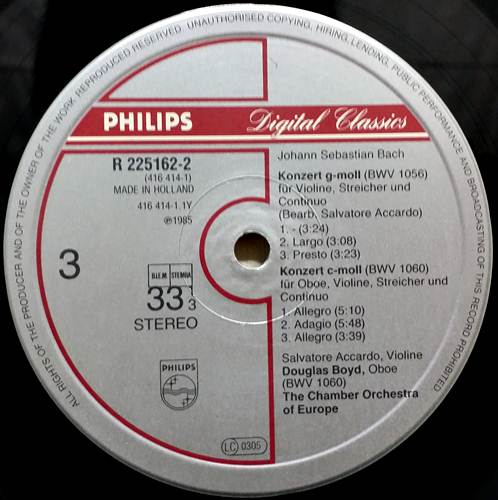 ALL RIGHTS OF THE PRODUCER AND OF THE OWNER OF THE WORK REPRODUCED RESERVED. UNAUTHORISED COPYING, HIRING, LENDING, PUBLIC PERFORMANCE AND BROADCASTING OF THIS RECORD PROHIBITED
PHILIPS
Digital Classics
R 225162-2
(416 414-1)
MADE IN HOLLAND
416 414-1.1Y
℗1985
3
B.I.E.M. STEMRA
33 1/3
STEREO
PHILIPS
LC 0305
Johann Sebastian Bach
Konzert g-moll (BWV 1056)
für Violine, Streicher und
Continuo
(Bearb. Salvatore Accardo)
1. - (3:24)
2. Largo (3:08)
3. Presto (3:23)
Konzert c-moll (BWV 1060)
für Oboe, Violine, Streicher und
Continuo
1. Allegro (5:10)
2. Adagio (5:48)
3. Allegro (3:39)
Salvatore Accardo, Violine
Douglas Boyd, Oboe
(BWV 1060)
The Chamber Orchestra
of Europe